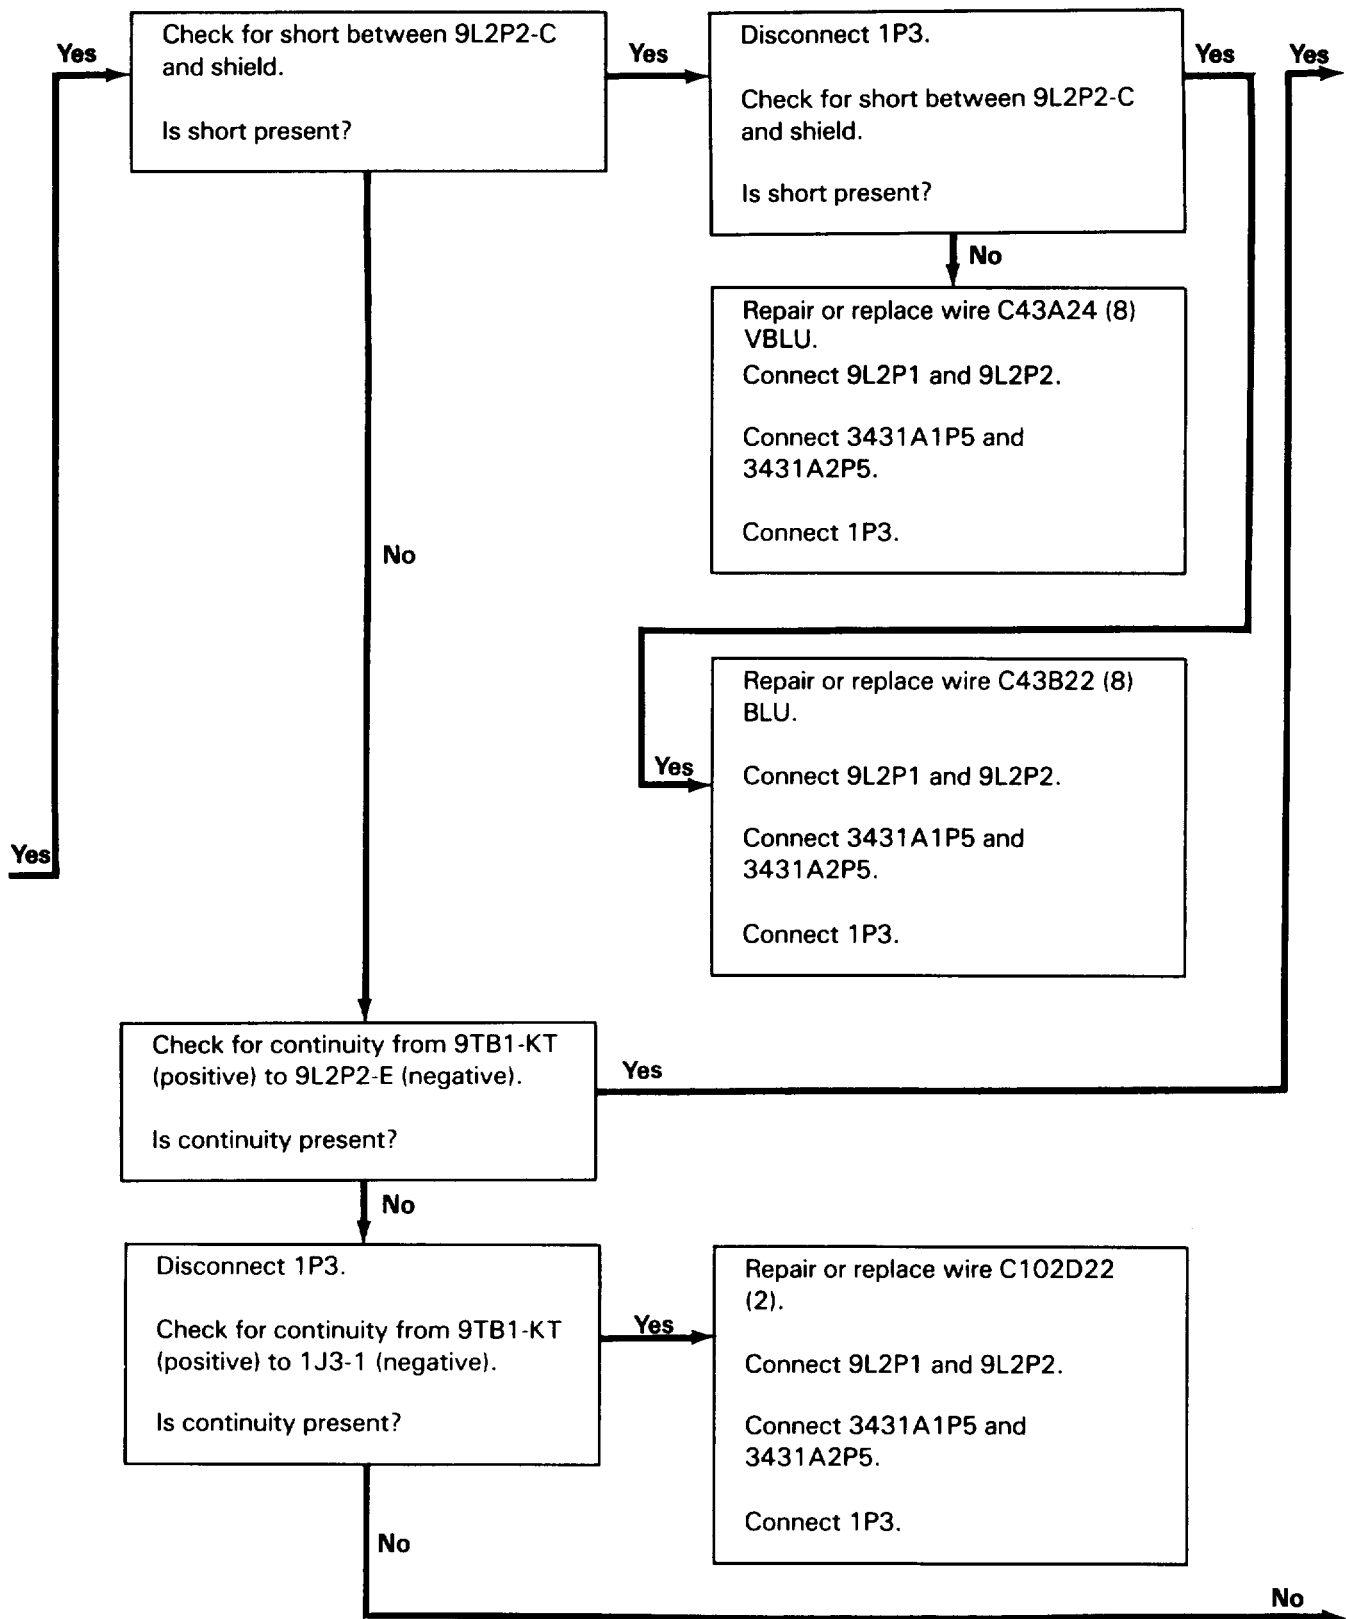 Yes
Check for short between 9L2P2-C
and shield.
Is short present?
Yes
Disconnect 1P3.
Check for short between 9L2P2-C
and shield.
Is short present?
Yes
Yes
No
Repair or replace wire C43A24 (8)
VBLU.
Connect 9L2P1 and 9L2P2.
Connect 3431A1P5 and
3431A2P5.
Connect 1P3.
No
Repair or replace wire C43B22 (8)
BLU.
Yes
Connect 9L2P1 and 9L2P2.
Connect 3431A1P5 and
3431A2P5.
Connect 1P3.
Yes
Check for continuity from 9TB1-KT
(positive) to 9L2P2-E (negative).
Is continuity present?
Yes
No
Disconnect 1P3.
Check for continuity from 9TB1-KT
(positive) to 1J3-1 (negative).
Is continuity present?
Yes
Repair or replace wire C102D22
(2).
Connect 9L2P1 and 9L2P2.
Connect 3431A1P5 and
3431A2P5.
Connect 1P3.
No
No